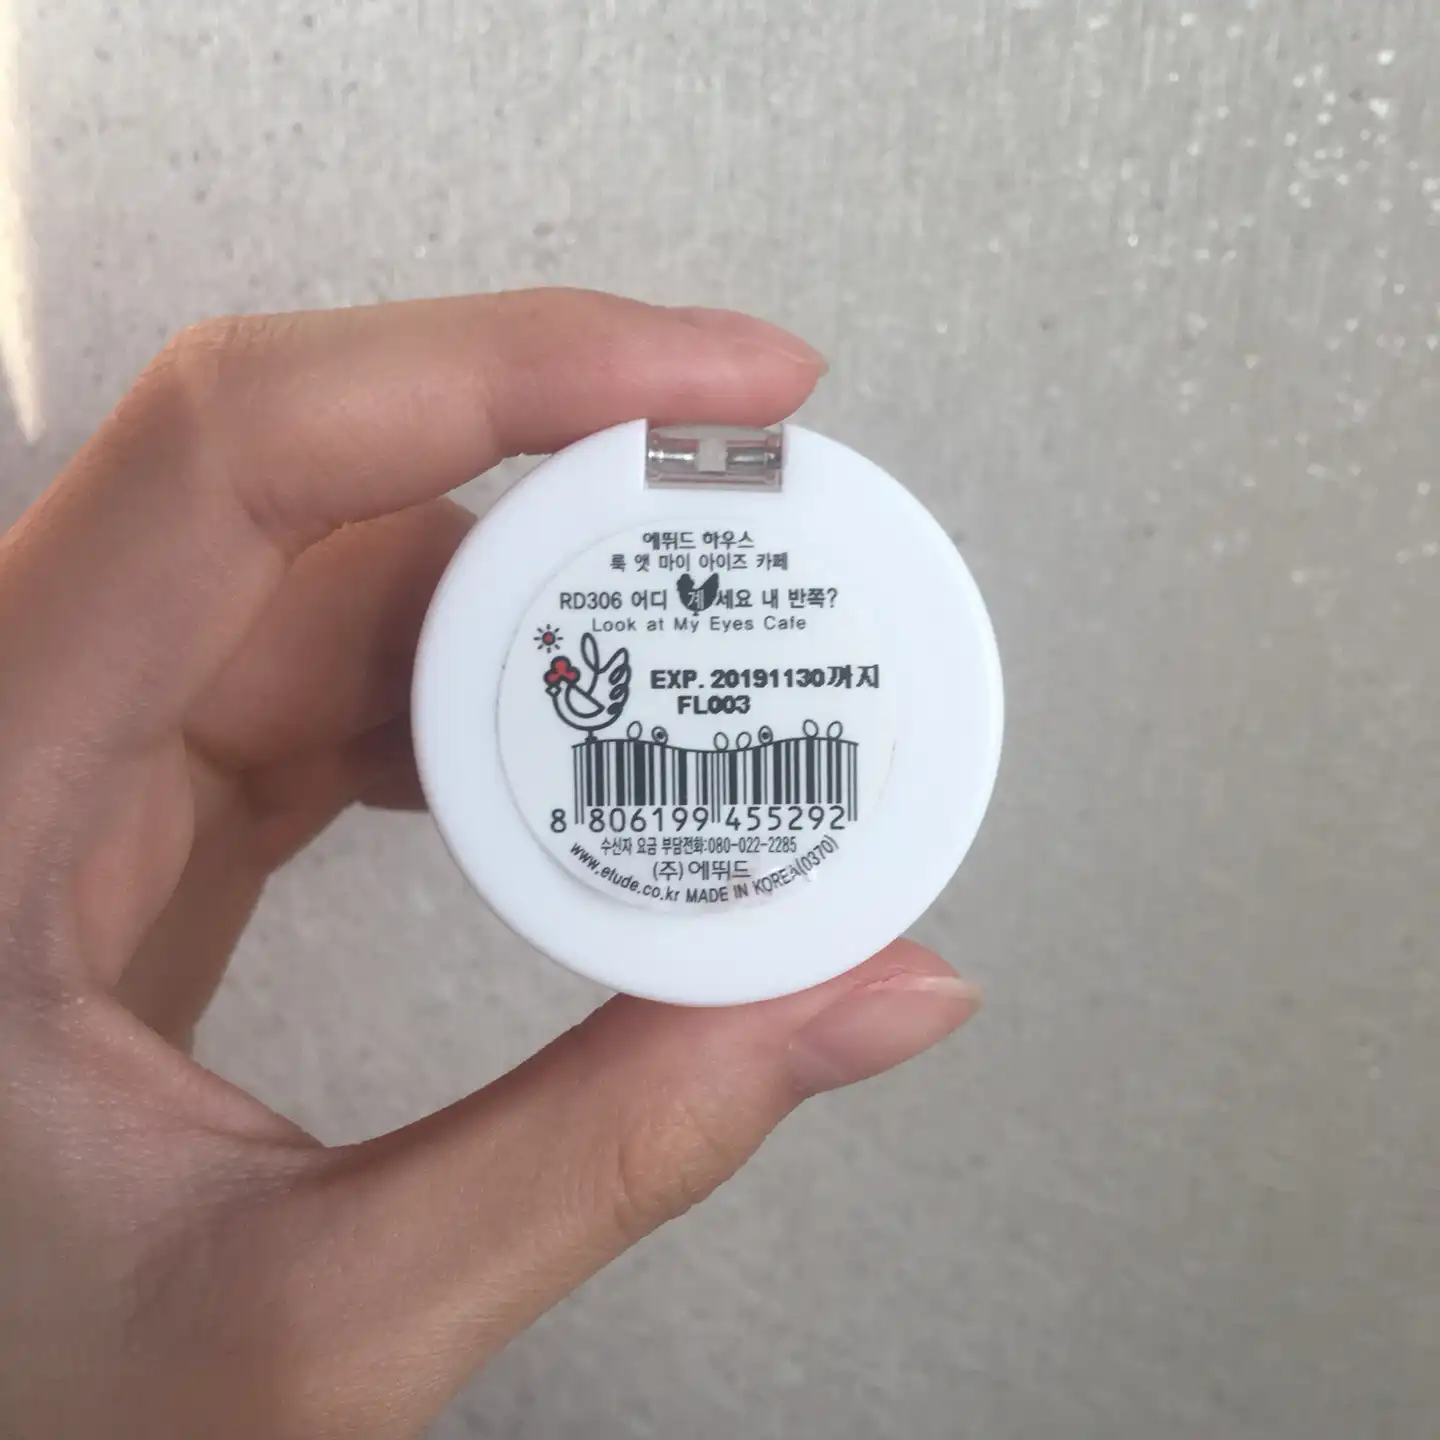 에뛰드 하우스
룩 앳 마이 아이즈 카페
RD306 어디 계세요 내 반쪽?
Look at My Eyes Cafe
EXP. 20191130까지
FL003
8 806199 455292
수신자 요금 부담전화:080-022-2285
(주)에뛰드
www.etude.co.kr MADE IN KOREA(0370)